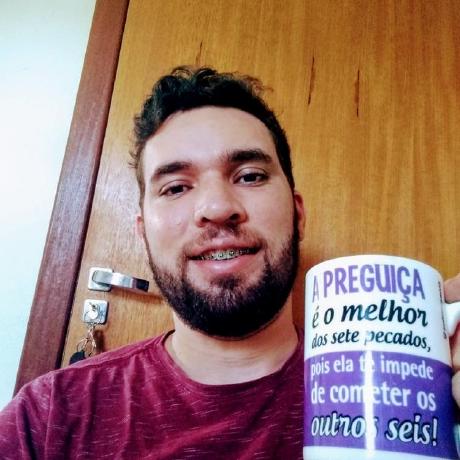 A PREGUIÇA
é o melhor
dos sete pecados,
pois ela te impede
de cometer os
outros seis!